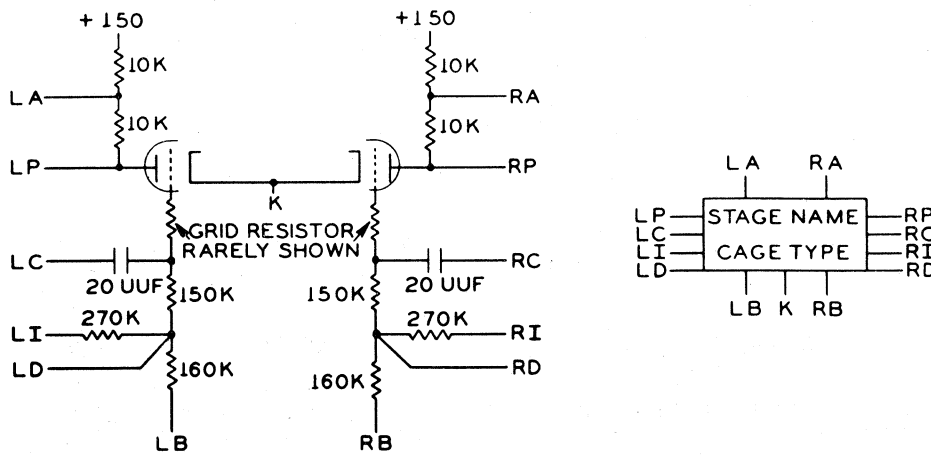 +150
+150
10K
10K
LA
RA
10K
10K
LP
RP
K
GRID RESISTOR
RARELY SHOWN
LC
RC
20 UUF
150K
150K
20 UUF
LI
270K
270K
RI
LD
RD
160K
160K
LB
RB
LA
RA
LP
STAGE NAME
RP
LC
RC
LI
CAGE TYPE
RI
LD
RD
LB
K
RB